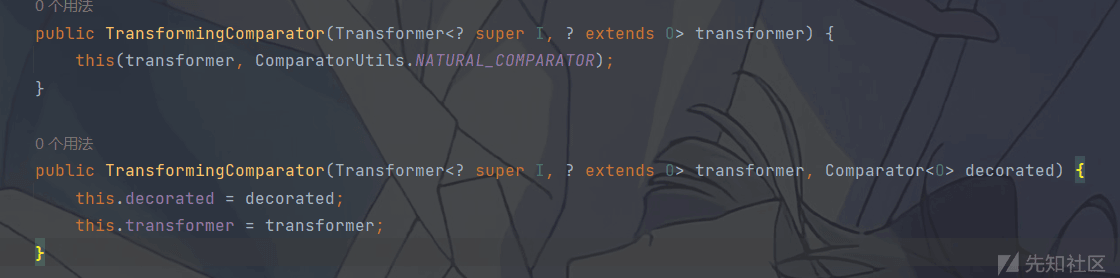 0 个用法
public TransformingComparator(Transformer<? super I, ? extends O> transformer) {
this(transformer, ComparatorUtils.NATURAL_COMPARATOR);
}
0 个用法
public TransformingComparator(Transformer<? super I, ? extends O> transformer, Comparator<O> decorated) {
this.decorated = decorated;
this.transformer = transformer;
}
先知社区